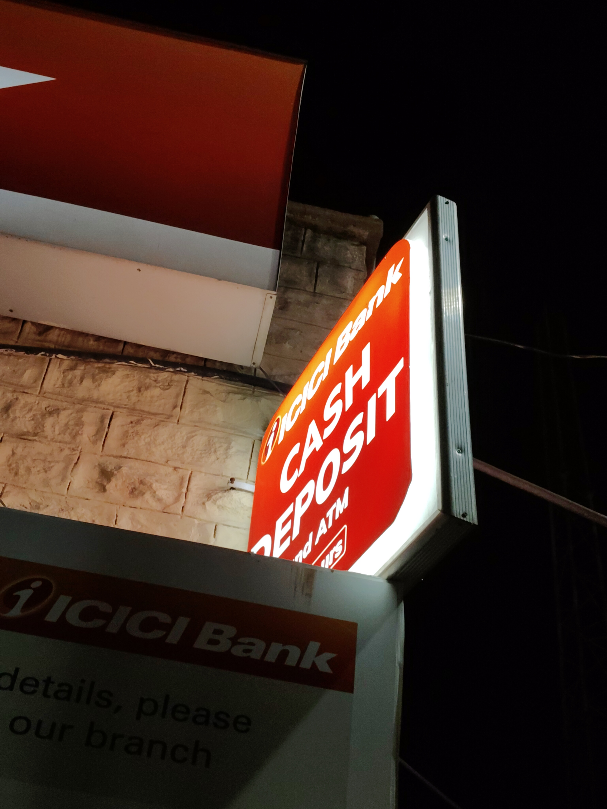 ICICI Bank
CASH
DEPOSIT
ATM
ICICI Bank
details, please
our branch